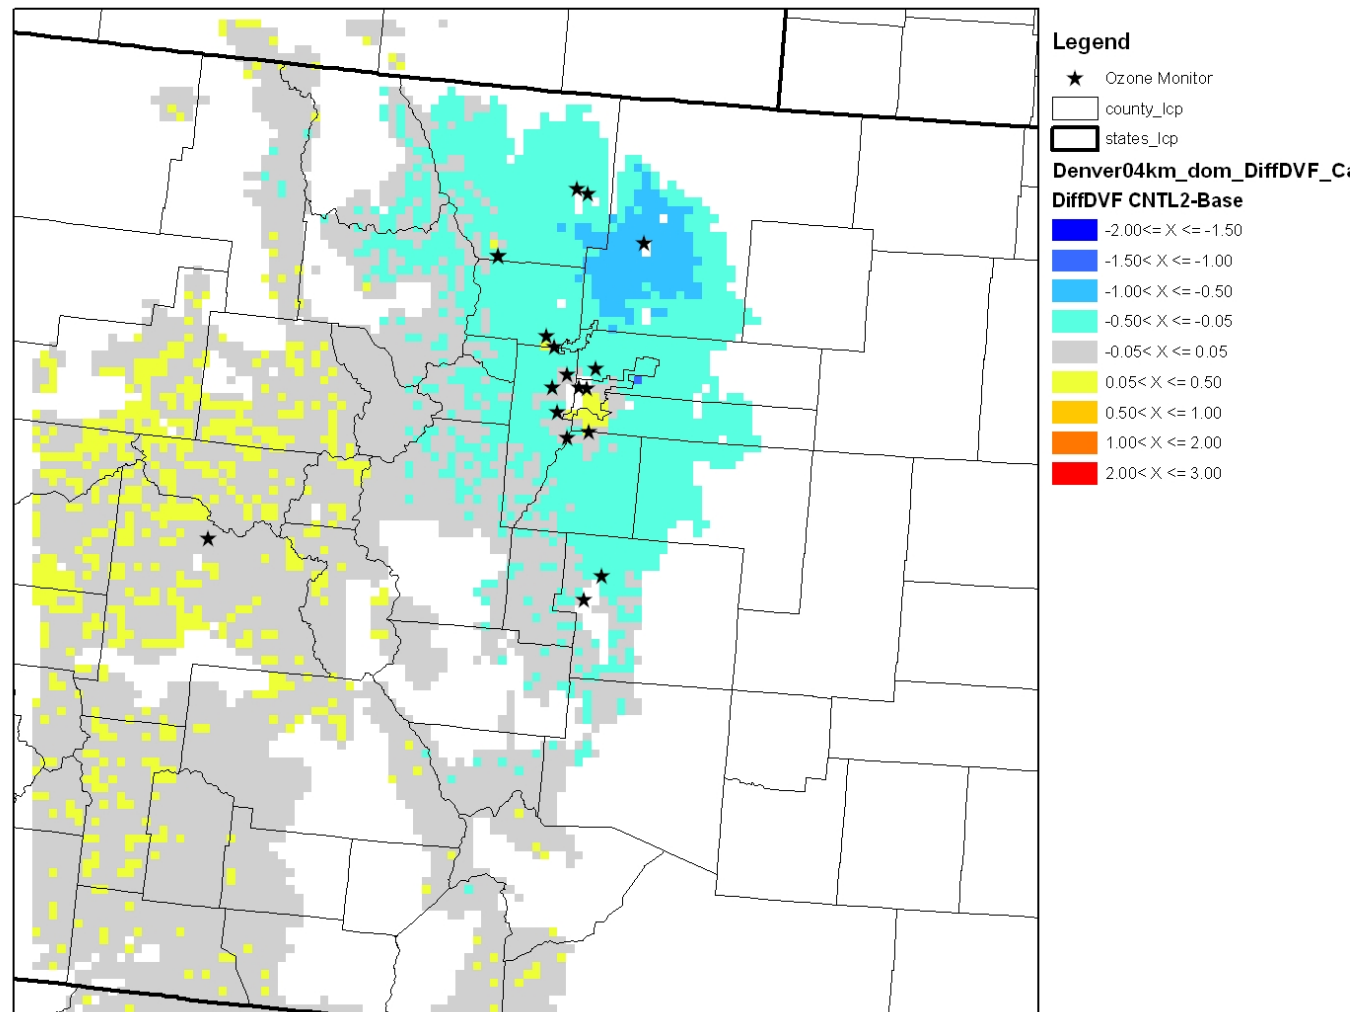 Legend
Ozone Monitor
county_lcp
states_lcp
Denver04km_dom_DiffDVF_Ca
DiffDVF CNTL2-Base
-2.00<= X <= -1.50
-1.50< X <= -1.00
-1.00< X <= -0.50
-0.50< X <= -0.05
-0.05< X <= 0.05
0.05< X <= 0.50
0.50< X <= 1.00
1.00< X <= 2.00
2.00< X <= 3.00